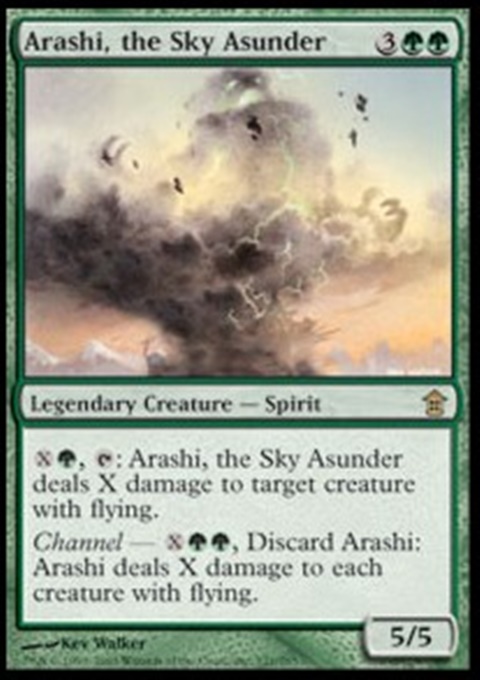 Arashi, the Sky Asunder 3
Legendary Creature — Spirit
X, : Arashi, the Sky Asunder
deals X damage to target creature
with flying.
Channel — X, Discard Arashi:
Arashi deals X damage to each
creature with flying.
Kev Walker
5/5